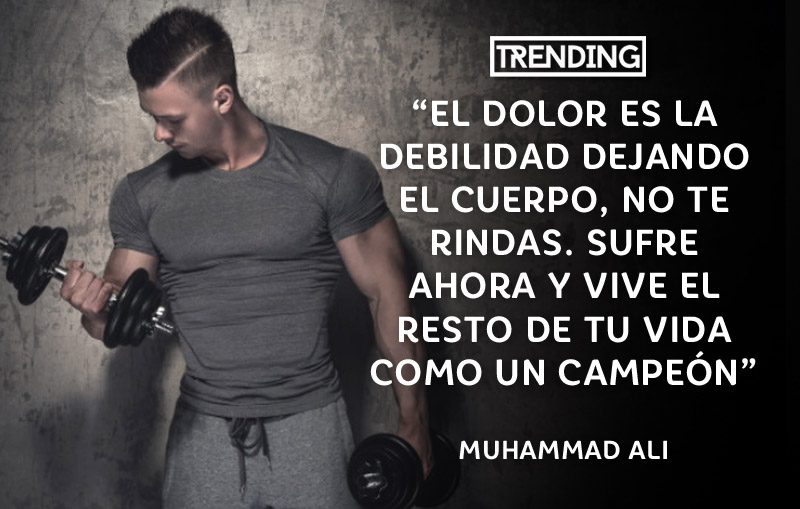 TRENDING
“EL DOLOR ES LA
DEBILIDAD DEJANDO
EL CUERPO, NO TE
RINDAS. SUFRE
AHORA Y VIVE EL
RESTO DE TU VIDA
COMO UN CAMPEÓN”
MUHAMMAD ALI